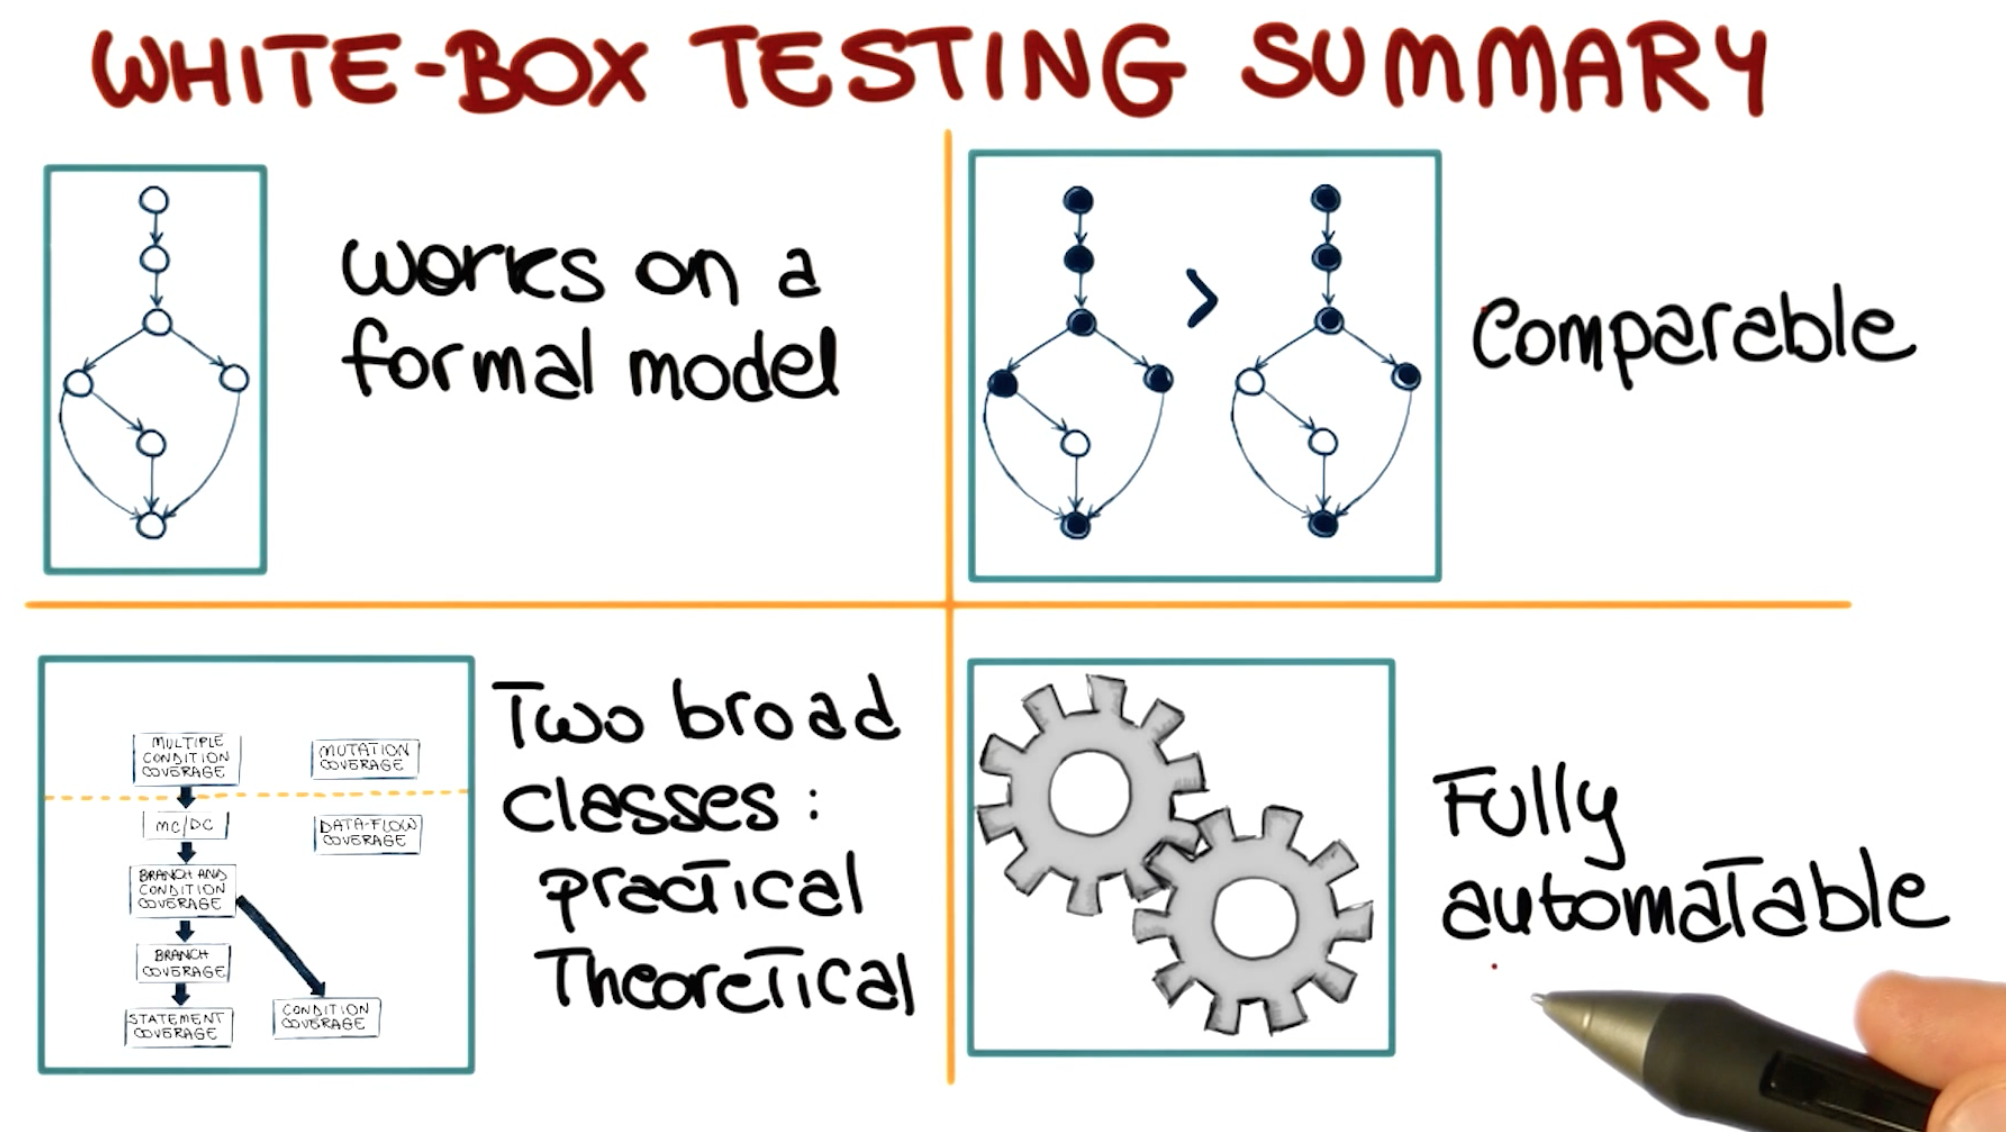 WHITE-BOX TESTING SUMMARY
works on a
formal model
>
Comparable
MULTIPLE
CONDITION
COVERAGE
MUTATION
COVERAGE
MC/DC
DATA-FLOW
COVERAGE
BRANCH AND
CONDITION
COVERAGE
BRANCH
COVERAGE
STATEMENT
COVERAGE
CONDITION
COVERAGE
Two broad
classes:
practical
Theoretical
Fully
automatable